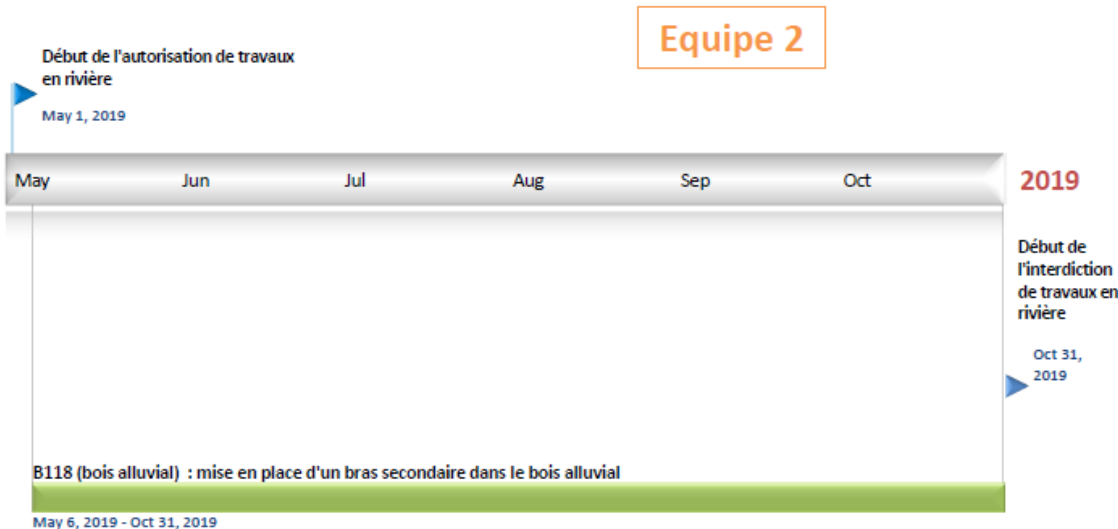 Equipe 2
Début de l'autorisation de travaux
en rivière
May 1, 2019
May Jun Jul Aug Sep Oct 2019
Début de
l'interdiction
de travaux en
rivière
Oct 31,
2019
B118 (bois alluvial) : mise en place d'un bras secondaire dans le bois alluvial
May 6, 2019 - Oct 31, 2019